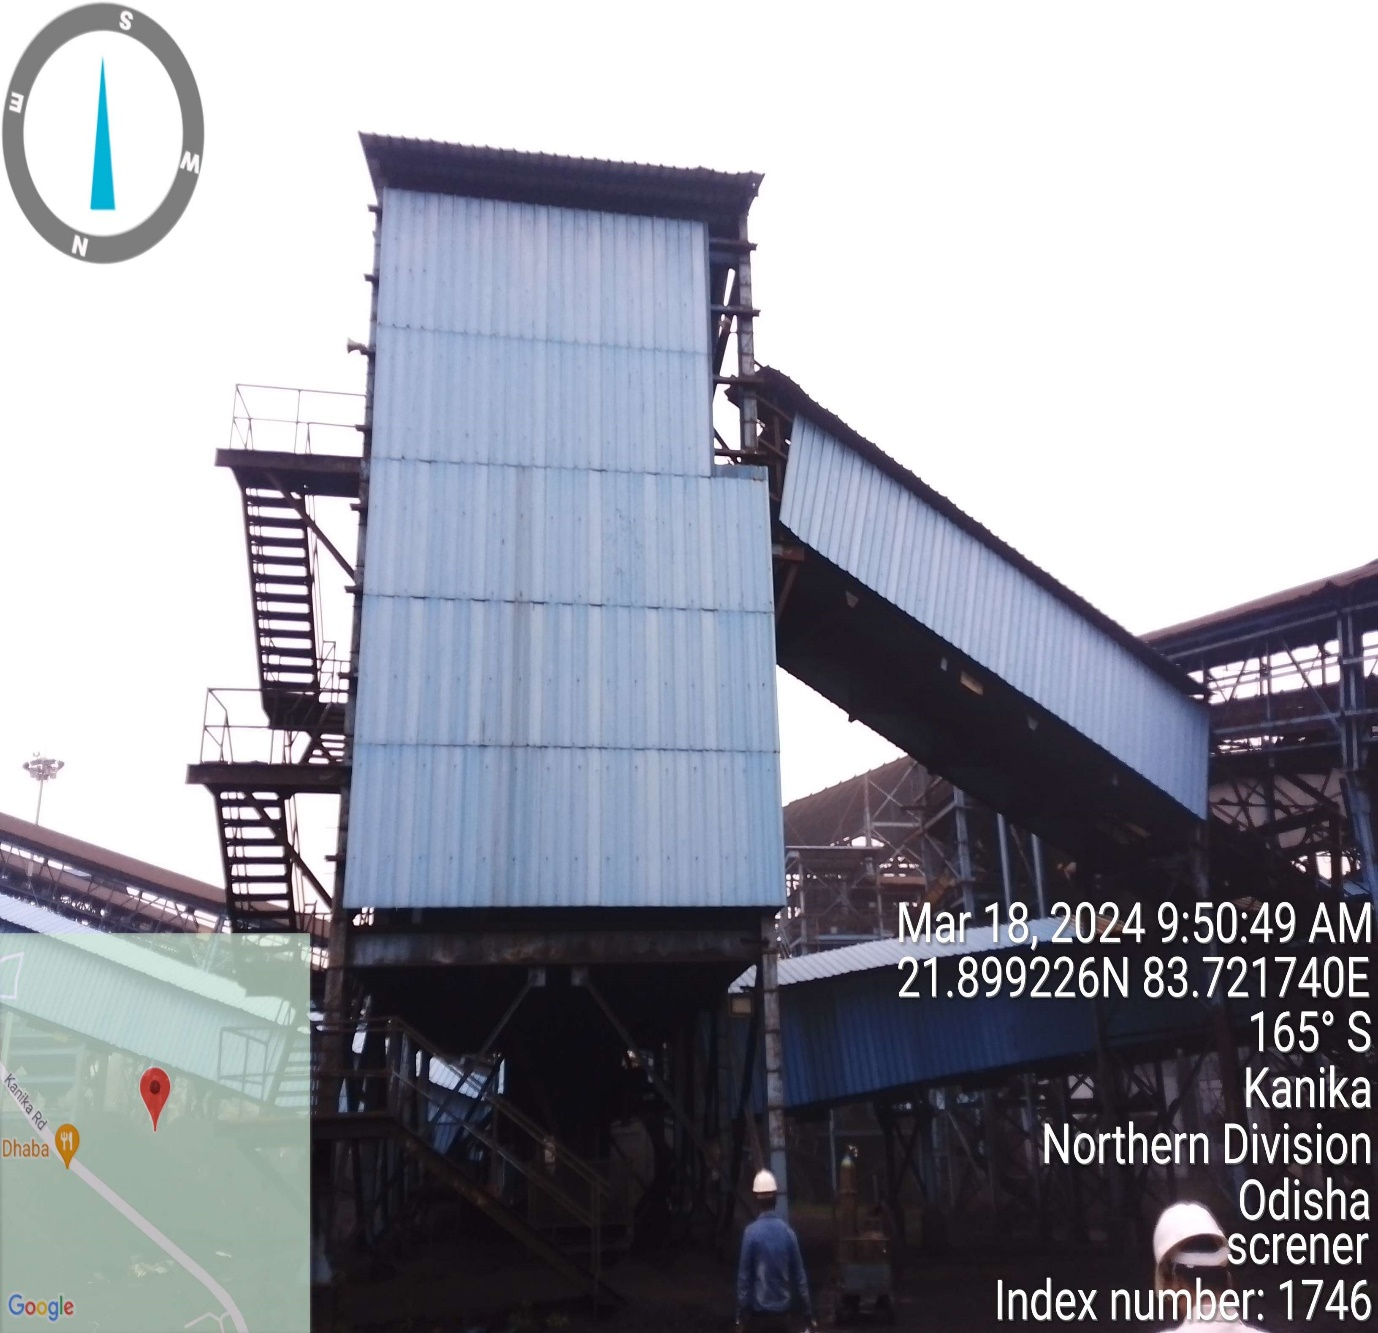 S
E
W
N
Mar 18, 2024 9:50:49 AM
21.899226N 83.721740E
165° S
Kanika
Northern Division
Odisha
screner
Index number: 1746
Kanika Rd
Dhaba
Google